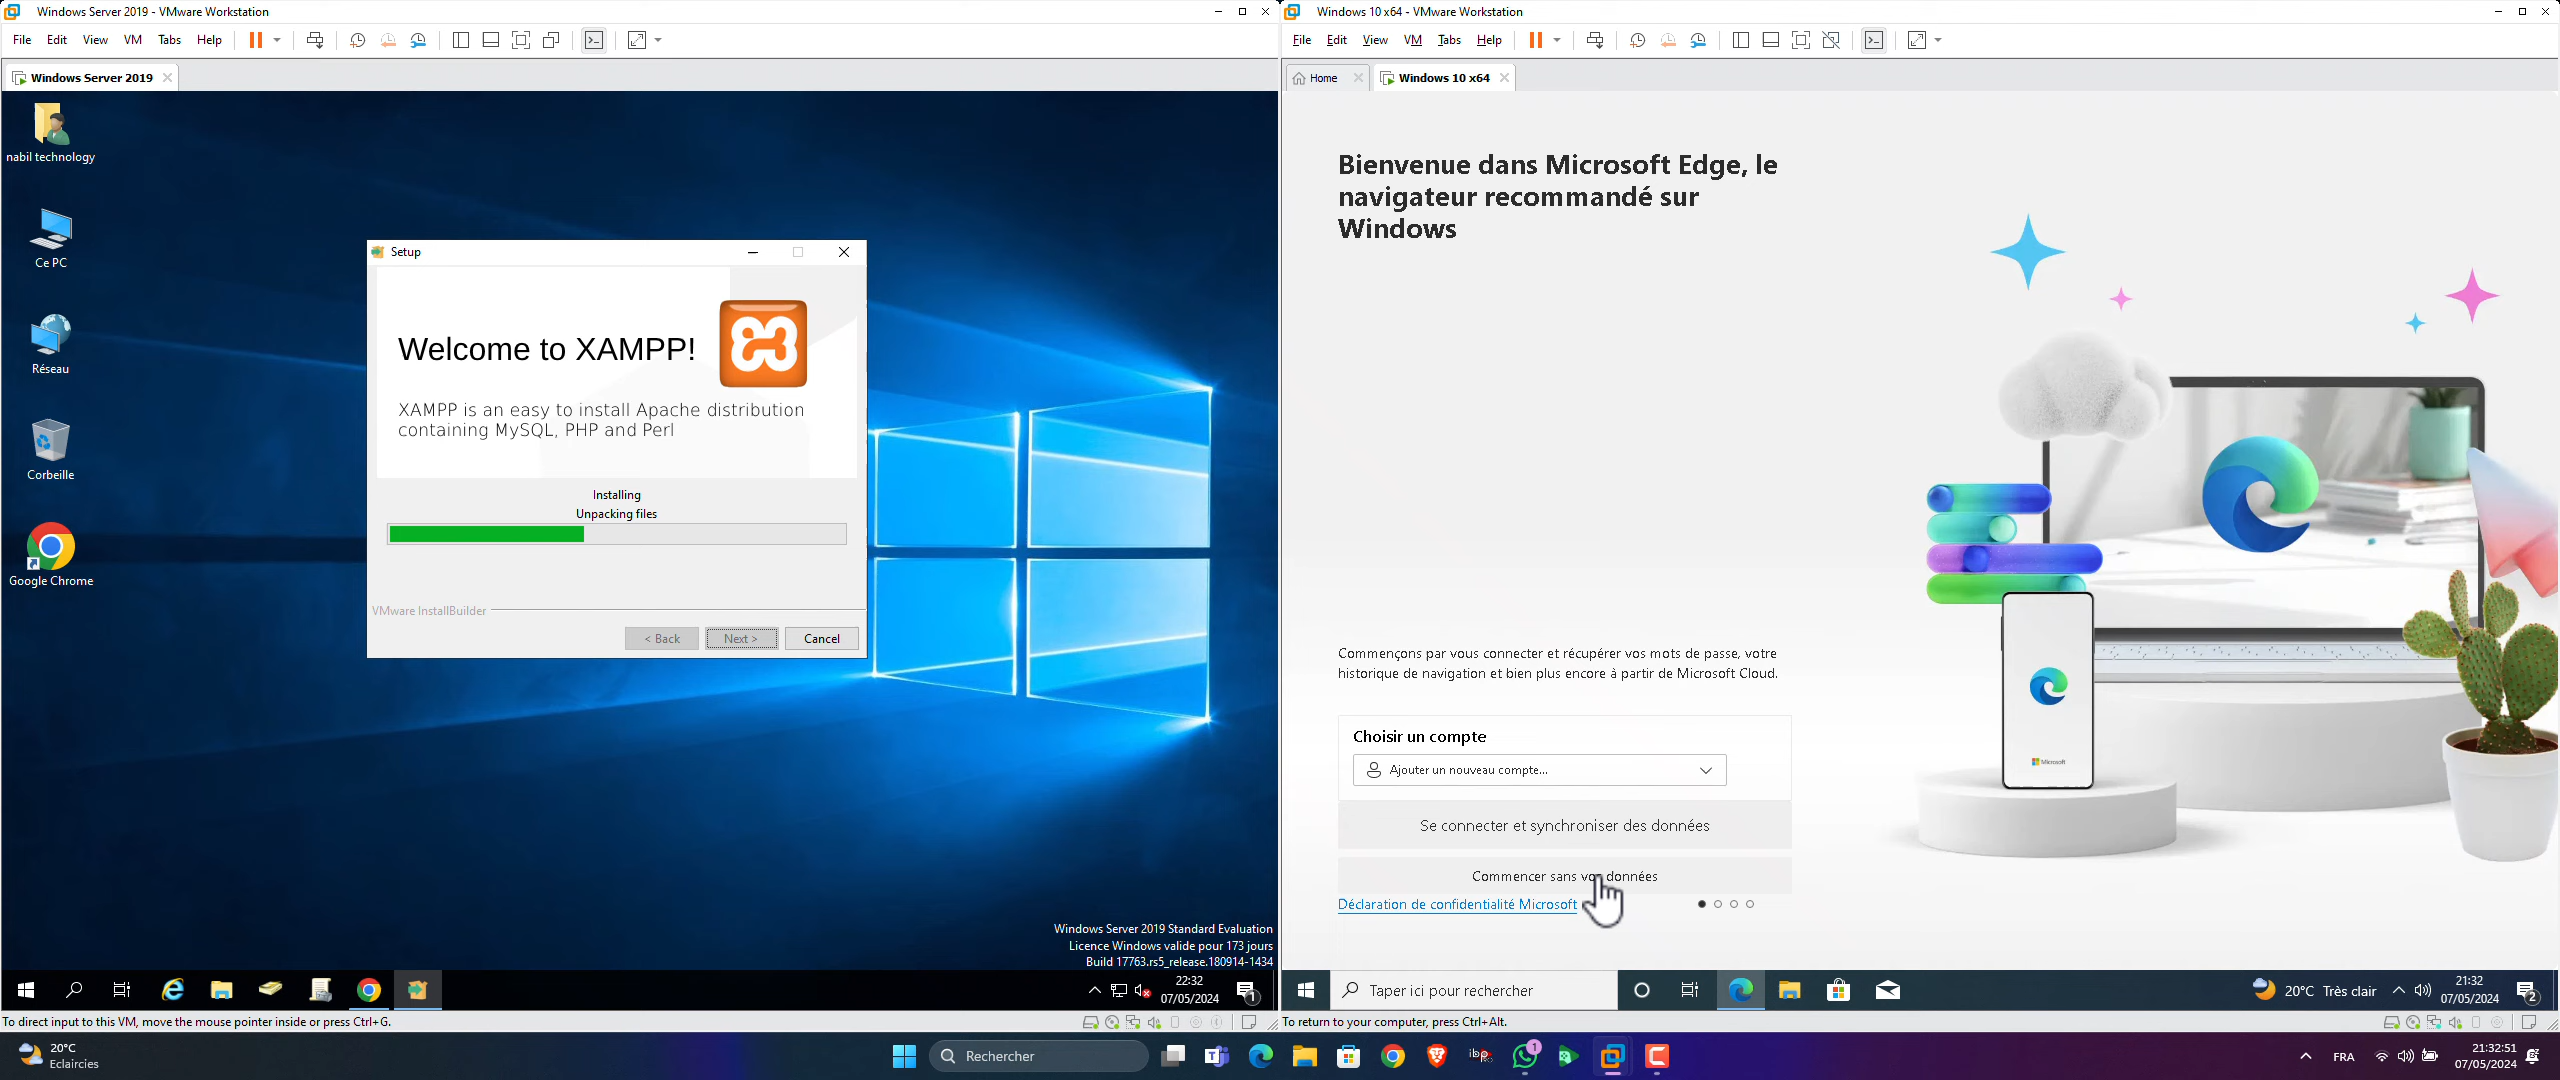 Windows Server 2019 - VMware Workstation
File Edit View VM Tabs Help
Windows Server 2019
nabil technology
Ce PC
Réseau
Corbeille
Google Chrome
Setup
Welcome to XAMPP!
XAMPP is an easy to install Apache distribution
containing MySQL, PHP and Perl
Installing
Unpacking files
VMware InstallBuilder
< Back Next > Cancel
Windows Server 2019 Standard Evaluation
Licence Windows valide pour 173 jours
Build 17763.rs5_release.180914-1434
22:32
07/05/2024
1
To direct input to this VM, move the mouse pointer inside or press Ctrl+G.
Windows 10 x64 - VMware Workstation
File Edit View VM Tabs Help
Home Windows 10 x64
Bienvenue dans Microsoft Edge, le
navigateur recommandé sur
Windows
Commençons par vous connecter et récupérer vos mots de passe, votre
historique de navigation et bien plus encore à partir de Microsoft Cloud.
Choisir un compte
Ajouter un nouveau compte...
Se connecter et synchroniser des données
Commencer sans vos données
Déclaration de confidentialité Microsoft
Microsoft
Taper ici pour rechercher
20°C Très clair
21:32
07/05/2024
2
To return to your computer, press Ctrl+Alt.
20°C
Eclaircies
Rechercher
ibp
1
FRA
21:32:51
07/05/2024